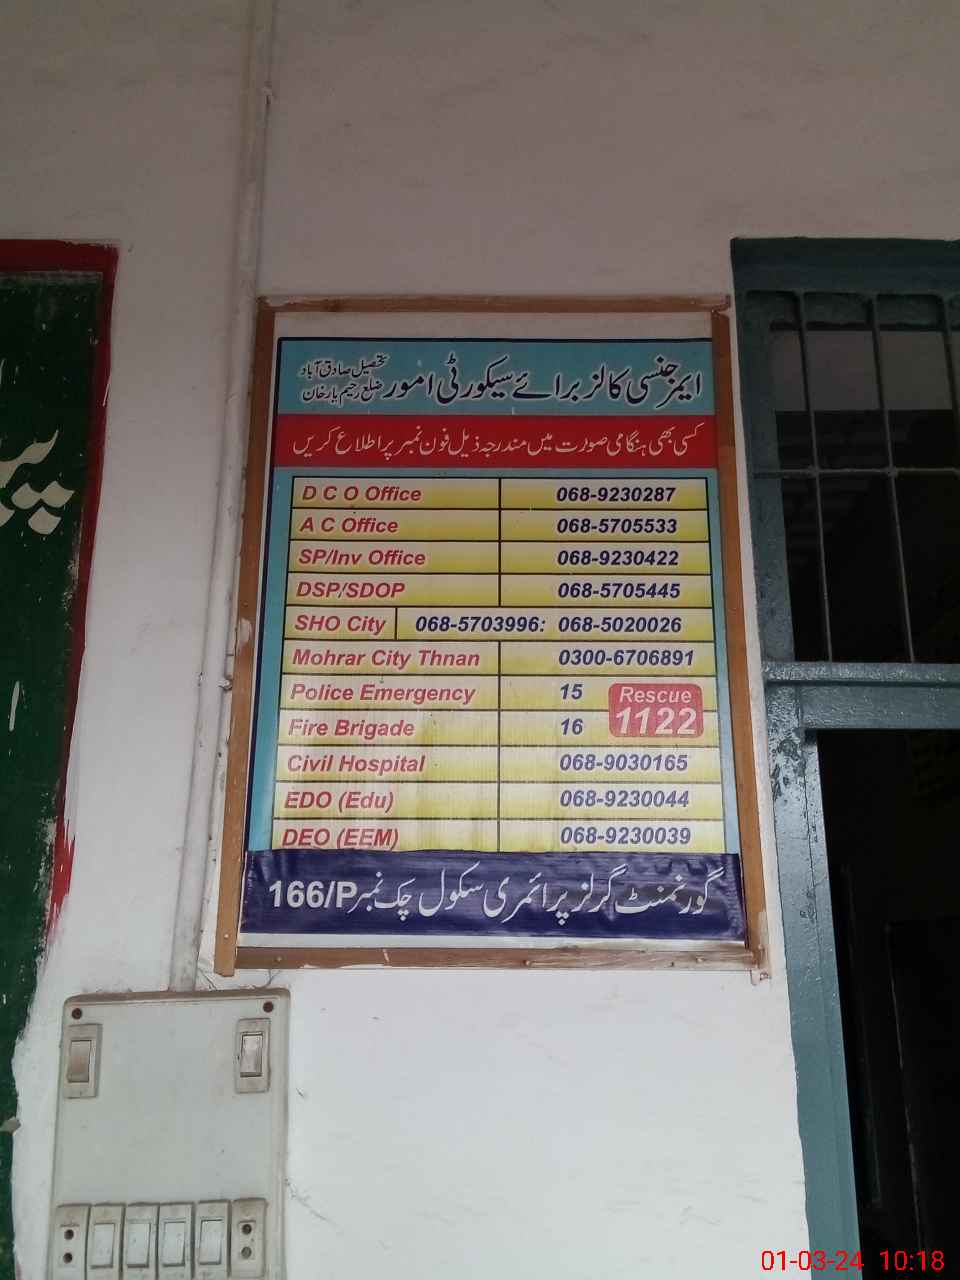 ایمرجنسی کالز برائے سیکورٹی امور تحصیل صادق آباد ضلع رحیم یار خان
کسی بھی ہنگامی صورت میں مندرجہ ذیل فون نمبر پر اطلاع کریں
D C O Office 068-9230287
A C Office 068-5705533
SP/Inv Office 068-9230422
DSP/SDOP 068-5705445
SHO City 068-5703996: 068-5020026
Mohrar City Thnan 0300-6706891
Police Emergency 15
Fire Brigade 16
Rescue
1122
Civil Hospital 068-9030165
EDO (Edu) 068-9230044
DEO (EEM) 068-9230039
گورنمنٹ گرلز پرائمری سکول چک نمبر 166/P
01-03-24 10:18